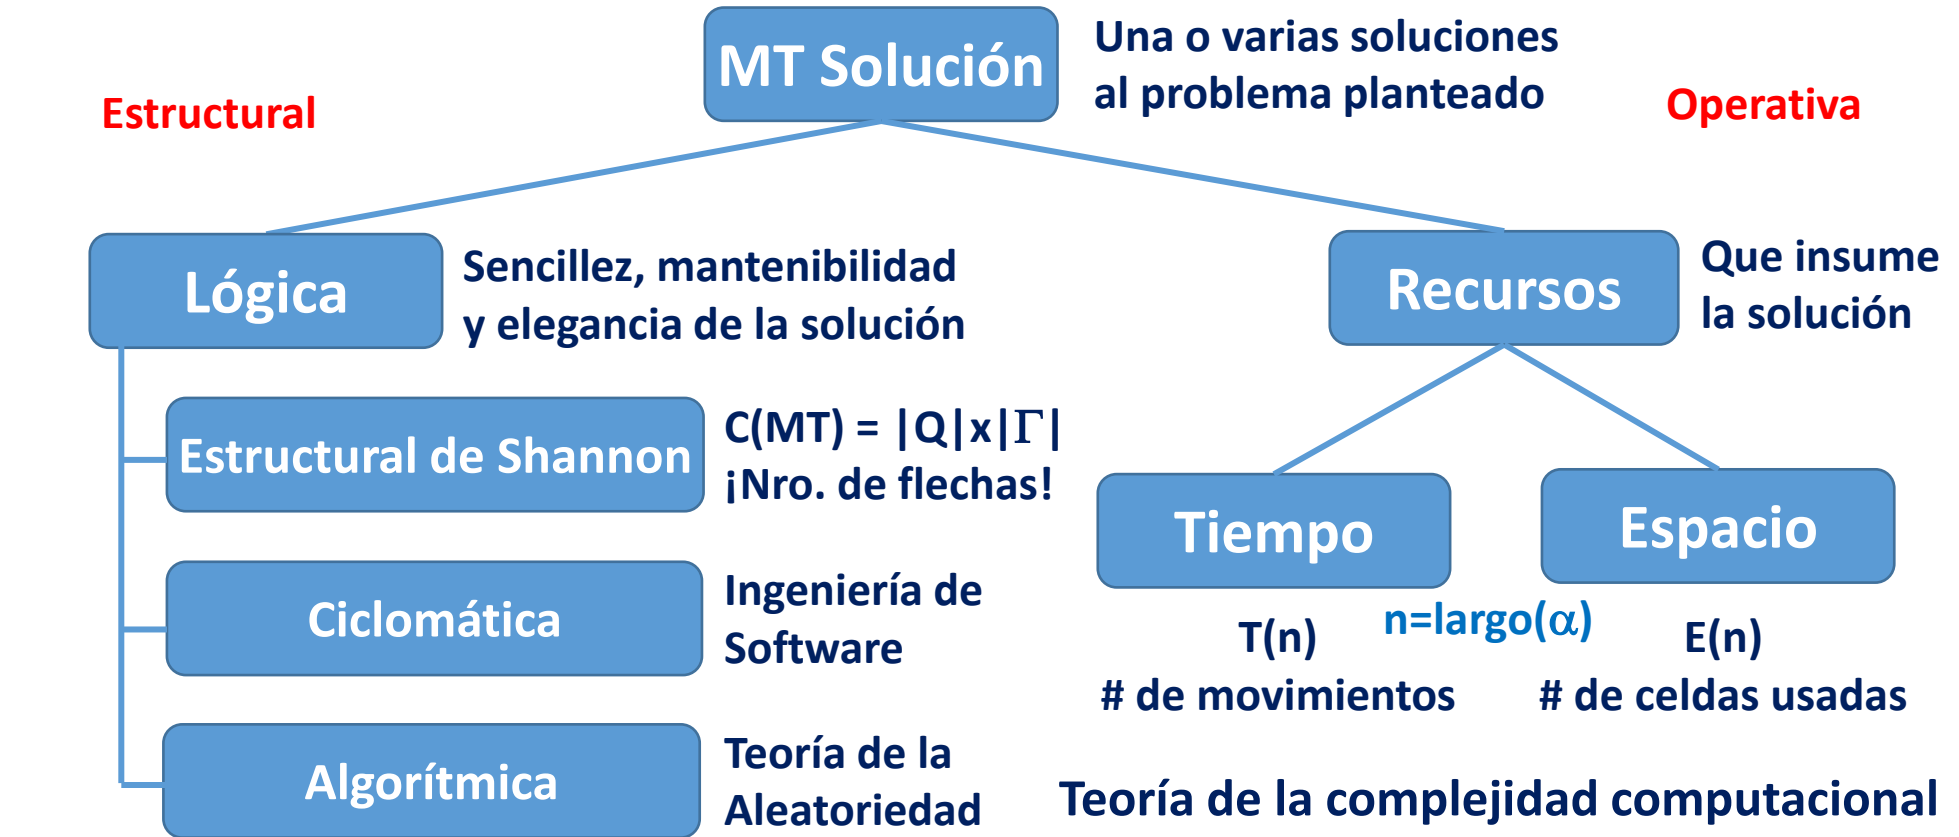 MT Solución
Una o varias soluciones
al problema planteado
Estructural
Operativa
Lógica
Sencillez, mantenibilidad
y elegancia de la solución
Recursos
Que insume
la solución
Estructural de Shannon
C(MT) = |Q|x|Γ|
¡Nro. de flechas!
Ciclomática
Ingeniería de
Software
Algorítmica
Teoría de la
Aleatoriedad
Tiempo
Espacio
n=largo(α)
T(n)
# de movimientos
E(n)
# de celdas usadas
Teoría de la complejidad computacional